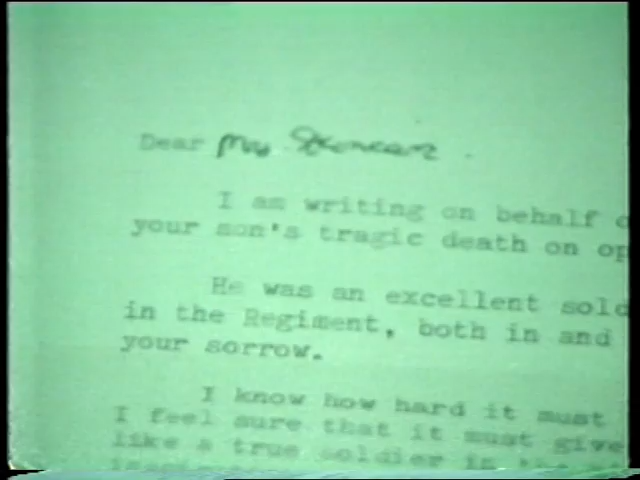 Dear Mrs
I am writing on behalf
your son's tragic death on op
He was an excellent sold
in the Regiment, both in and
your sorrow.
I know how hard it must
I feel sure that it must give
like a true soldier in the